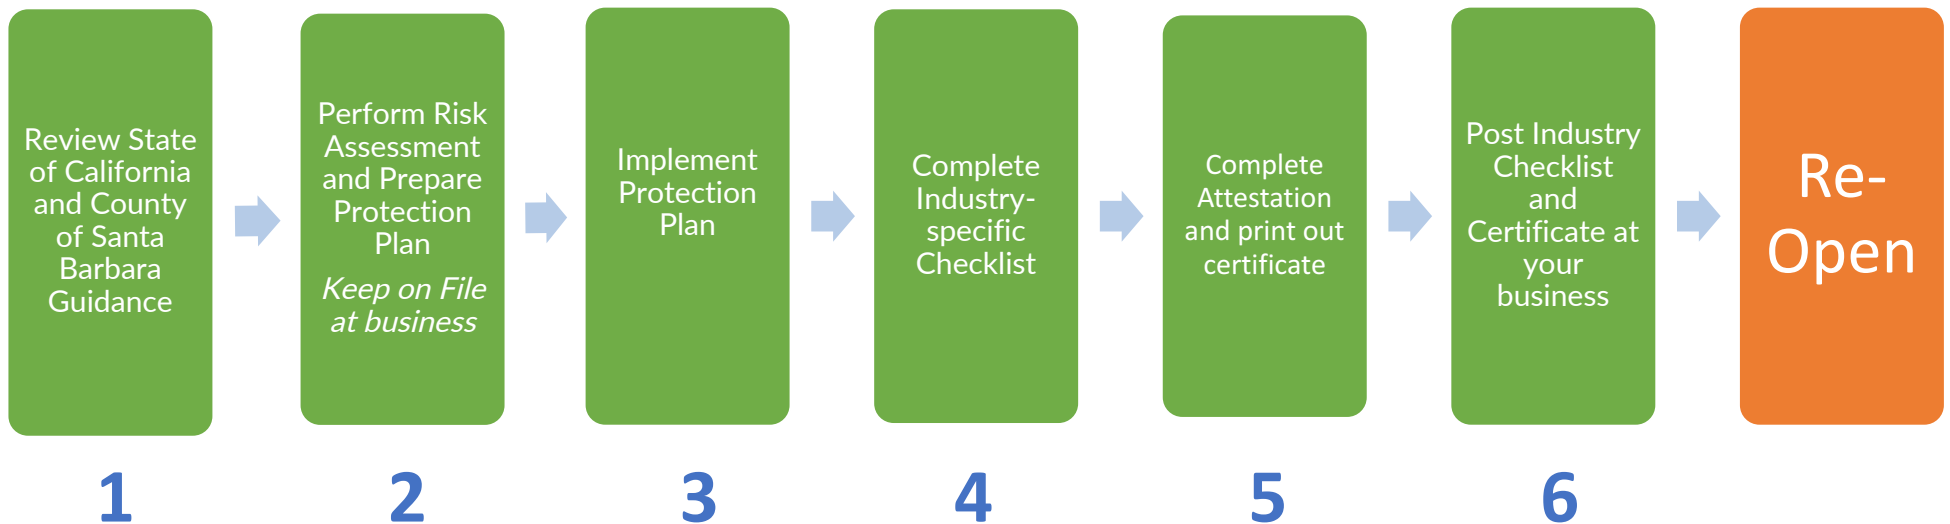 Review State
of California
and County
of Santa
Barbara
Guidance
Perform Risk
Assessment
and Prepare
Protection
Plan
Keep on File
at business
Implement
Protection
Plan
Complete
Industry-
specific
Checklist
Complete
Attestation
and print out
certificate
Post Industry
Checklist
and
Certificate at
your
business
Re-
Open
1
2
3
4
5
6